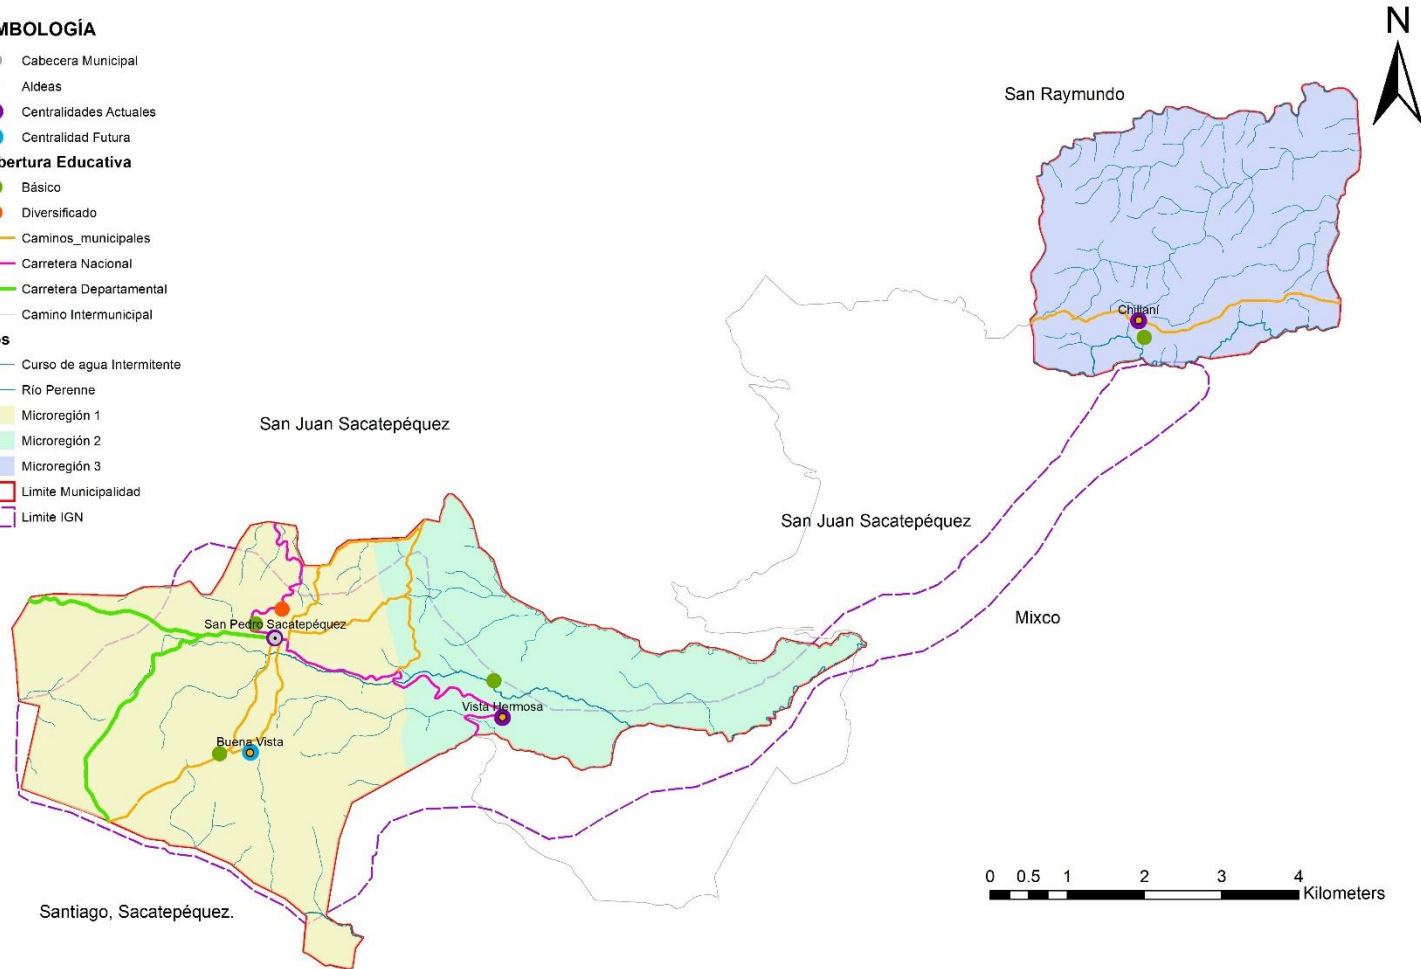 MBOLOGÍA
Cabecera Municipal
Aldeas
Centralidades Actuales
Centralidad Futura
bertura Educativa
Básico
Diversificado
Caminos_municipales
Carretera Nacional
Carretera Departamental
Camino Intermunicipal
os
Curso de agua Intermitente
Río Perenne
Microregión 1
Microregión 2
Microregión 3
Limite Municipalidad
Limite IGN
N
San Raymundo
Chillaní
San Juan Sacatepéquez
San Juan Sacatepéquez
Mixco
San Pedro Sacatepéquez
Vista Hermosa
Buena Vista
Santiago, Sacatepéquez.
0 0.5 1 2 3 4
Kilometers